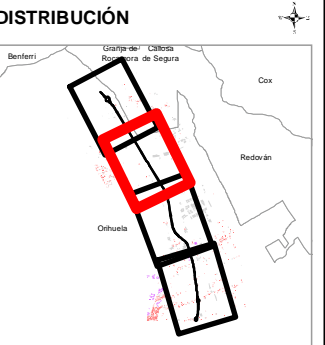 DISTRIBUCIÓN
Benferri
Granja de
Rocamora
Callosa
de Segura
Cox
Redován
Orihuela